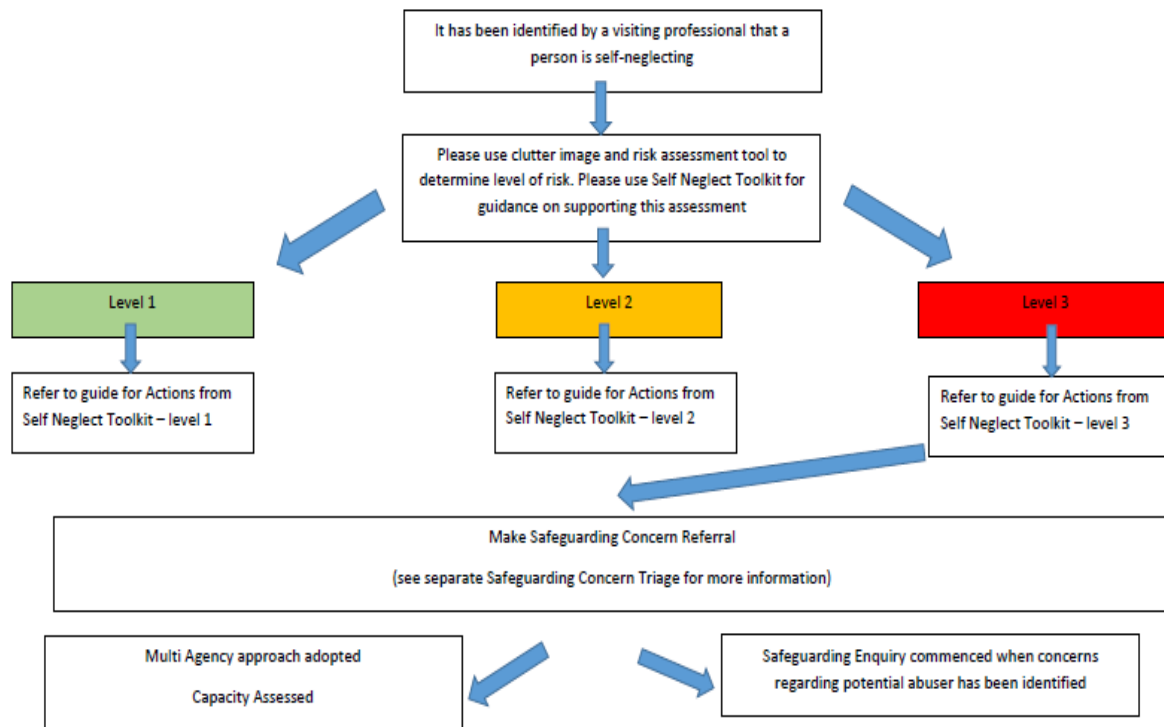 It has been identified by a visiting professional that a
person is self-neglecting
Please use clutter image and risk assessment tool to
determine level of risk. Please use Self Neglect Toolkit for
guidance on supporting this assessment
Level 1
Level 2
Level 3
Refer to guide for Actions from
Self Neglect Toolkit – level 1
Refer to guide for Actions from
Self Neglect Toolkit – level 2
Refer to guide for Actions from
Self Neglect Toolkit – level 3
Make Safeguarding Concern Referral
(see separate Safeguarding Concern Triage for more information)
Multi Agency approach adopted
Capacity Assessed
Safeguarding Enquiry commenced when concerns
regarding potential abuser has been identified